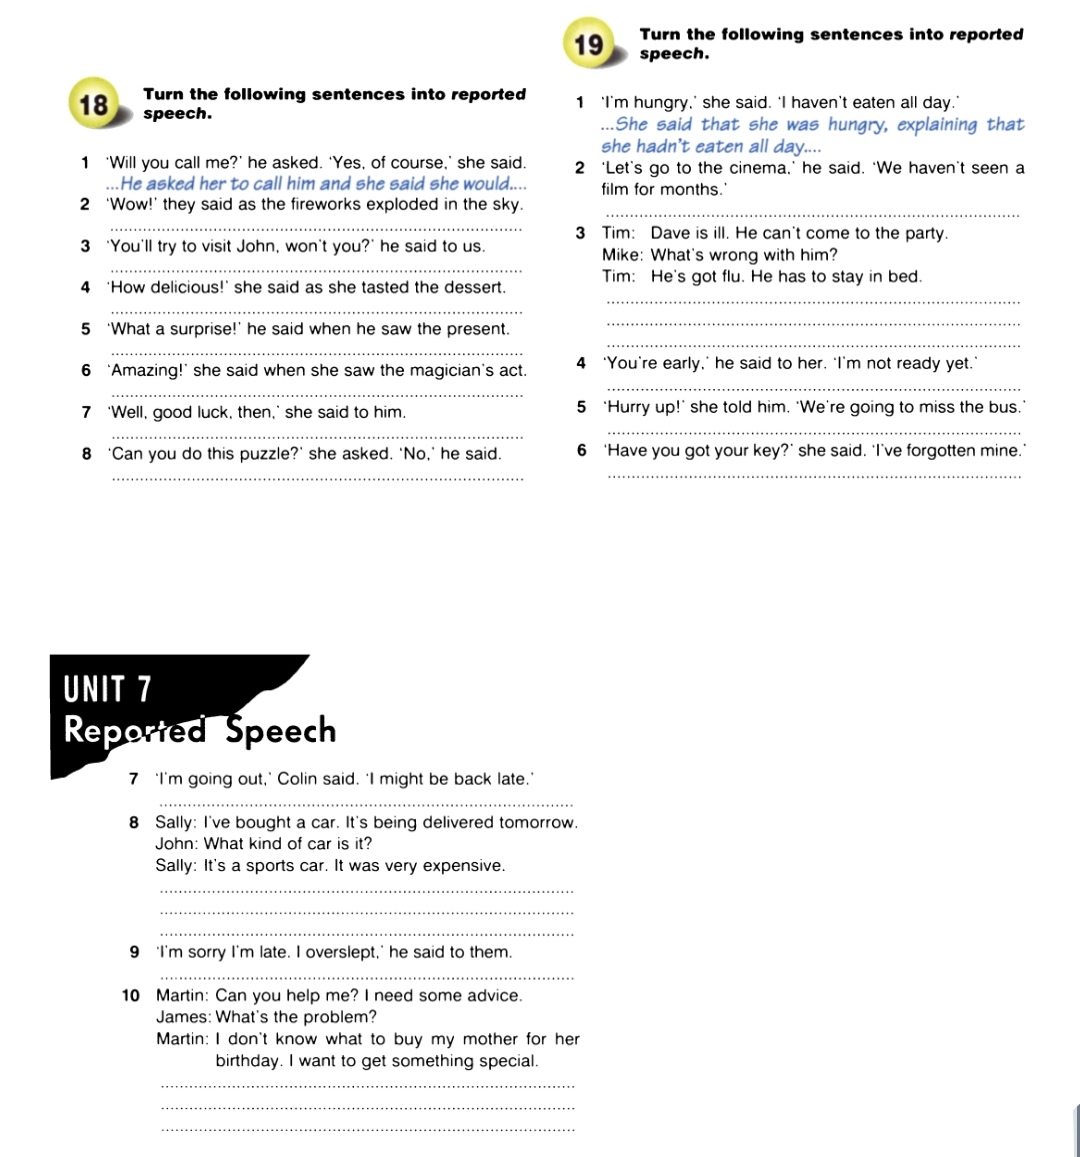 18
Turn the following sentences into reported
speech.
1 'Will you call me?' he asked. 'Yes, of course,' she said.
...He asked her to call him and she said she would....
2 'Wow!' they said as the fireworks exploded in the sky.
3 'You'll try to visit John, won't you?' he said to us.
4 'How delicious!' she said as she tasted the dessert.
5 'What a surprise!' he said when he saw the present.
6 'Amazing!' she said when she saw the magician's act.
7 'Well, good luck, then,' she said to him.
8 'Can you do this puzzle?' she asked. 'No,' he said.
19
Turn the following sentences into reported
speech.
1 'I'm hungry,' she said. 'I haven't eaten all day.'
...She said that she was hungry, explaining that
she hadn't eaten all day....
2 'Let's go to the cinema,' he said. 'We haven't seen a
film for months.'
3 Tim: Dave is ill. He can't come to the party.
Mike: What's wrong with him?
Tim: He's got flu. He has to stay in bed.
4 'You're early,' he said to her. 'I'm not ready yet.'
5 'Hurry up!' she told him. 'We're going to miss the bus.'
6 'Have you got your key?' she said. 'I've forgotten mine.'
UNIT 7
Reported Speech
7 'I'm going out,' Colin said. 'I might be back late.'
8 Sally: I've bought a car. It's being delivered tomorrow.
John: What kind of car is it?
Sally: It's a sports car. It was very expensive.
9 'I'm sorry I'm late. I overslept,' he said to them.
10 Martin: Can you help me? I need some advice.
James: What's the problem?
Martin: I don't know what to buy my mother for her
birthday. I want to get something special.